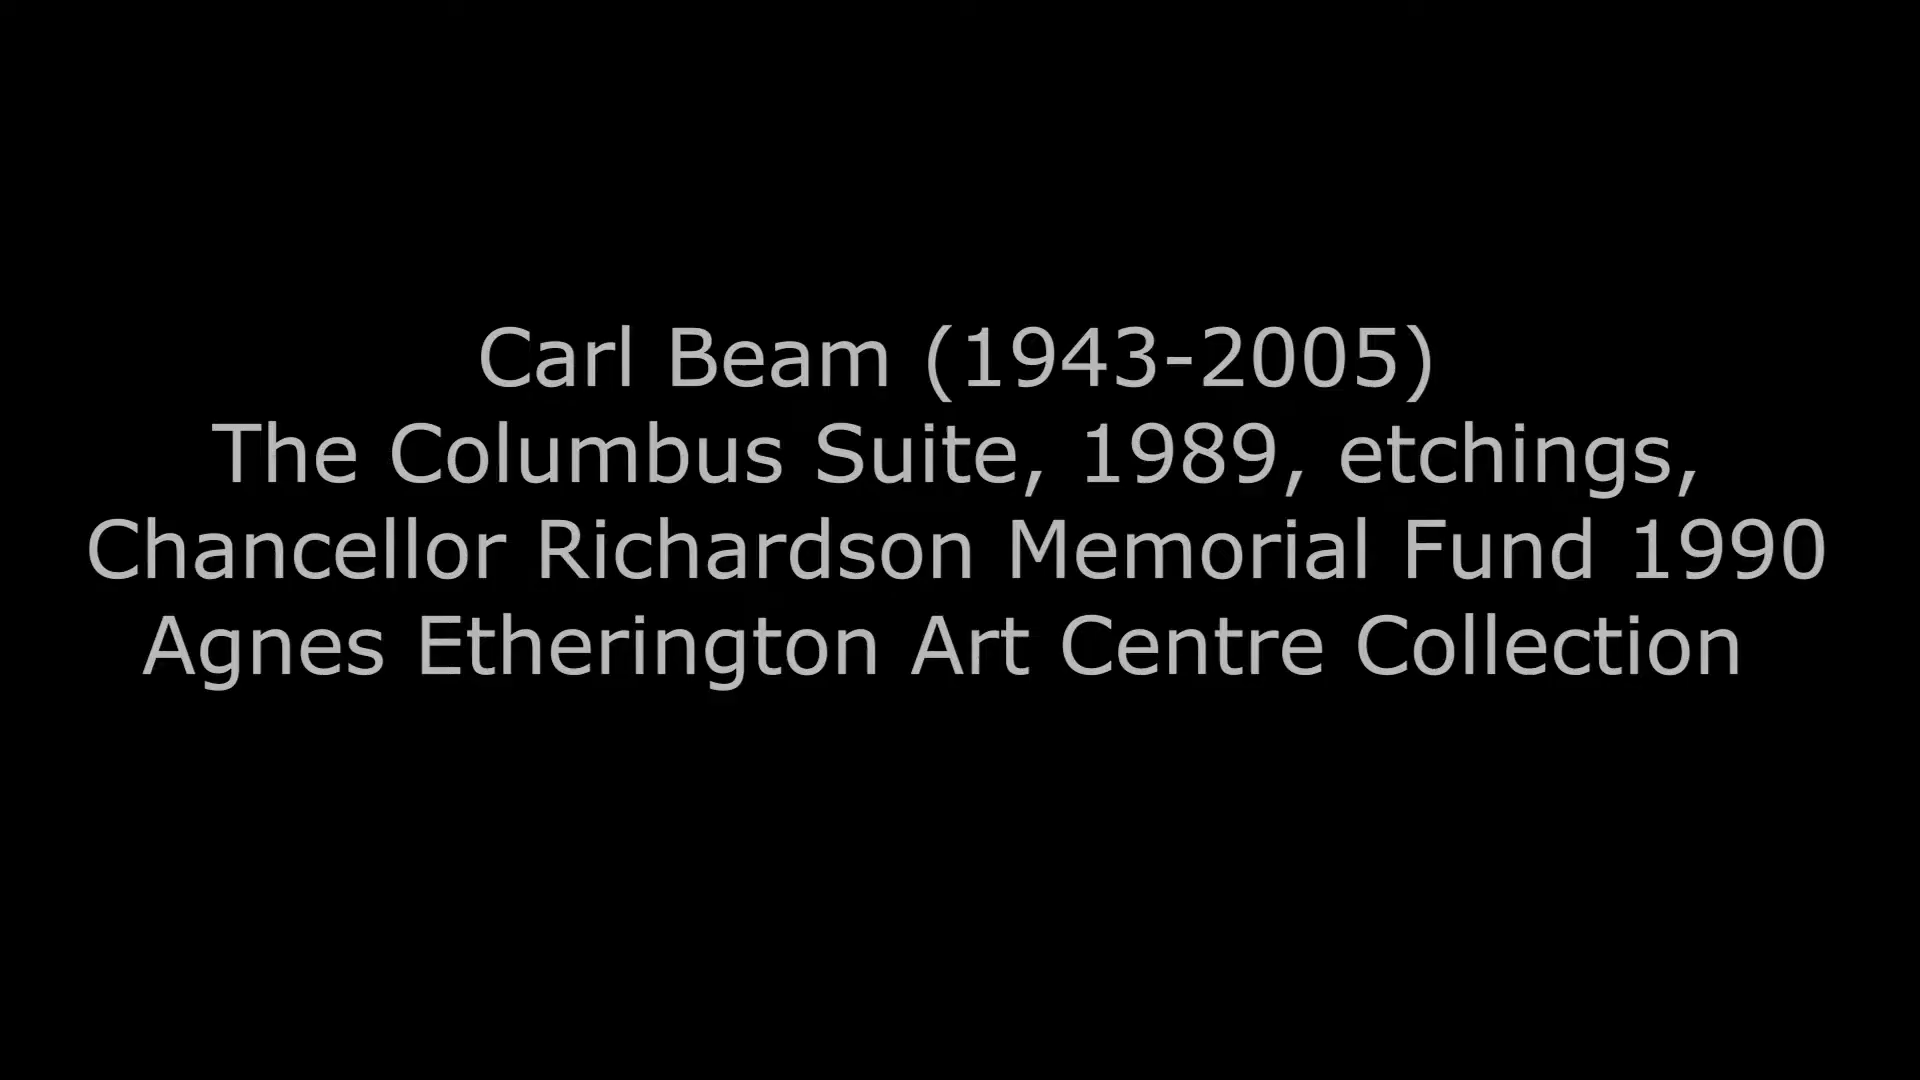 Carl Beam (1943-2005)
The Columbus Suite, 1989, etchings,
Chancellor Richardson Memorial Fund 1990
Agnes Etherington Art Centre Collection